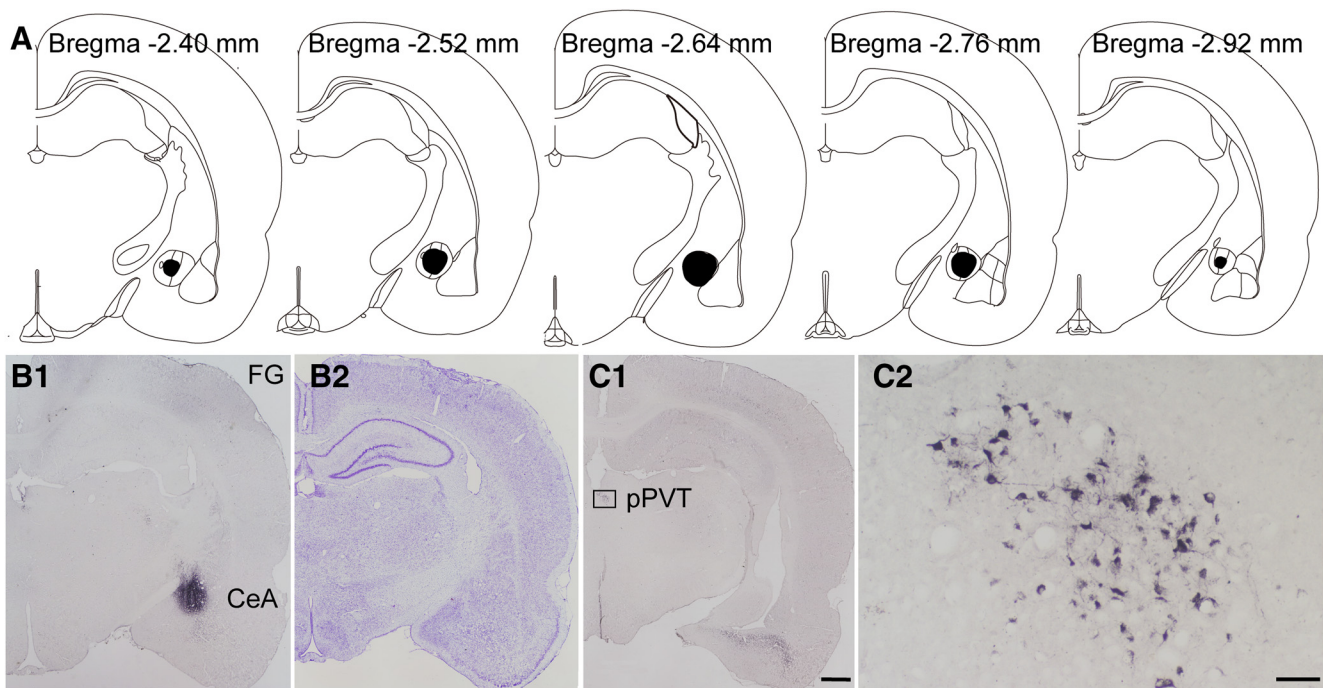 A
Bregma -2.40 mm
Bregma -2.52 mm
Bregma -2.64 mm
Bregma -2.76 mm
Bregma -2.92 mm
B1
FG
CeA
B2
C1
pPVT
C2